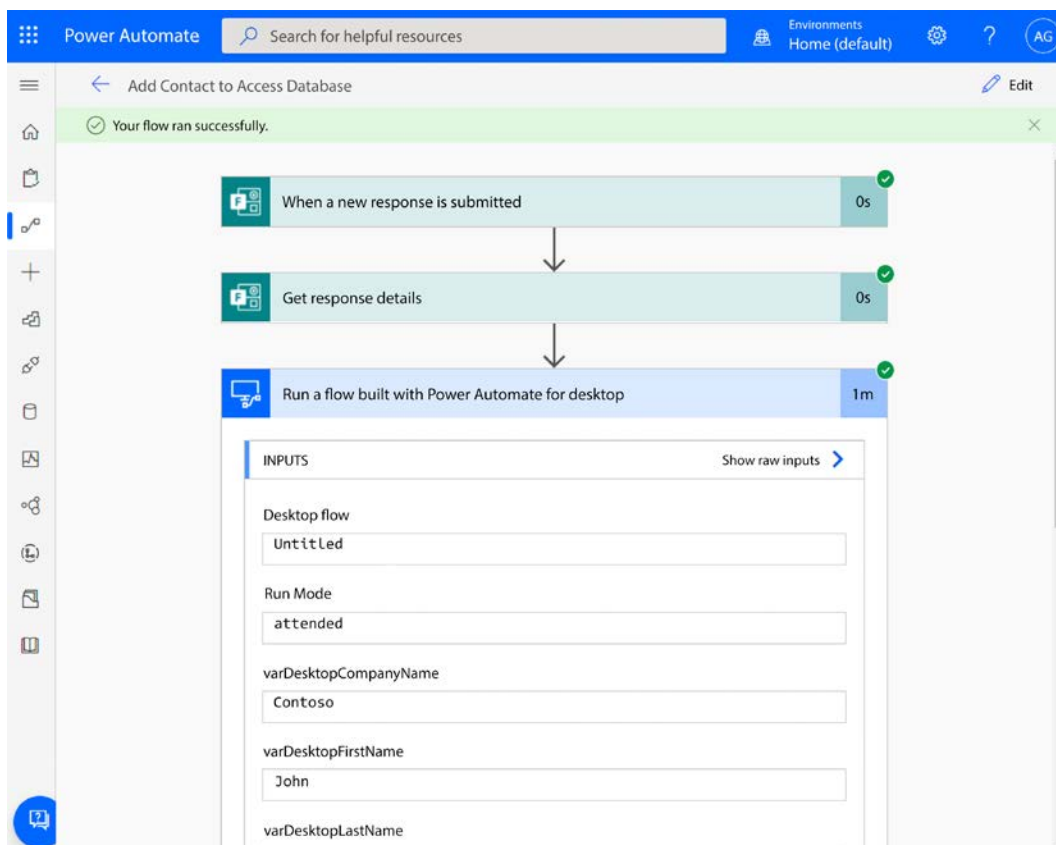 Power Automate
Search for helpful resources
Environments
Home (default)
?
AG
Add Contact to Access Database
Edit
Your flow ran successfully.
When a new response is submitted
0s
Get response details
0s
Run a flow built with Power Automate for desktop
1m
INPUTS
Show raw inputs
Desktop flow
Untitled
Run Mode
attended
varDesktopCompanyName
Contoso
varDesktopFirstName
John
varDesktopLastName